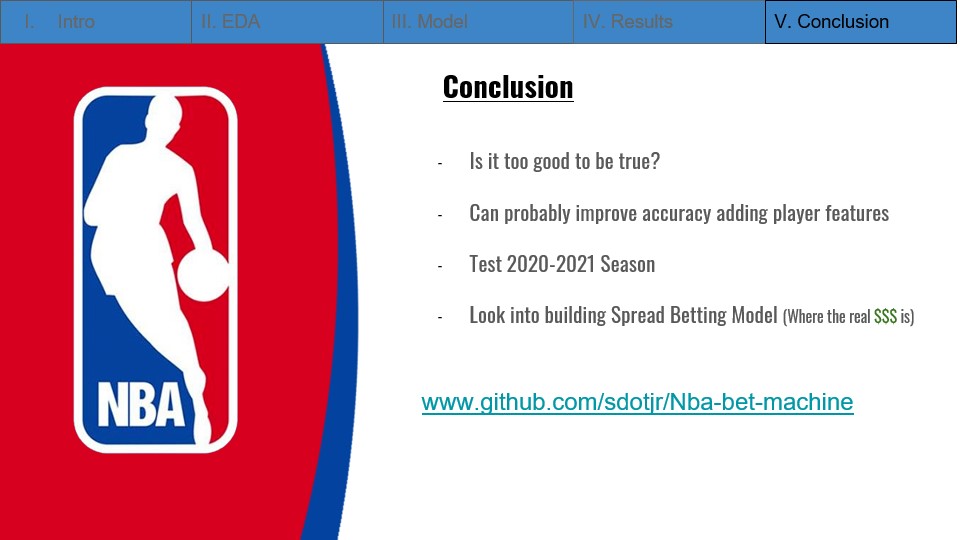 I. Intro
II. EDA
III. Model
IV. Results
V. Conclusion
Conclusion
- Is it too good to be true?
- Can probably improve accuracy adding player features
- Test 2020-2021 Season
- Look into building Spread Betting Model (Where the real $$$ is)
www.github.com/sdotjr/Nba-bet-machine
NBA